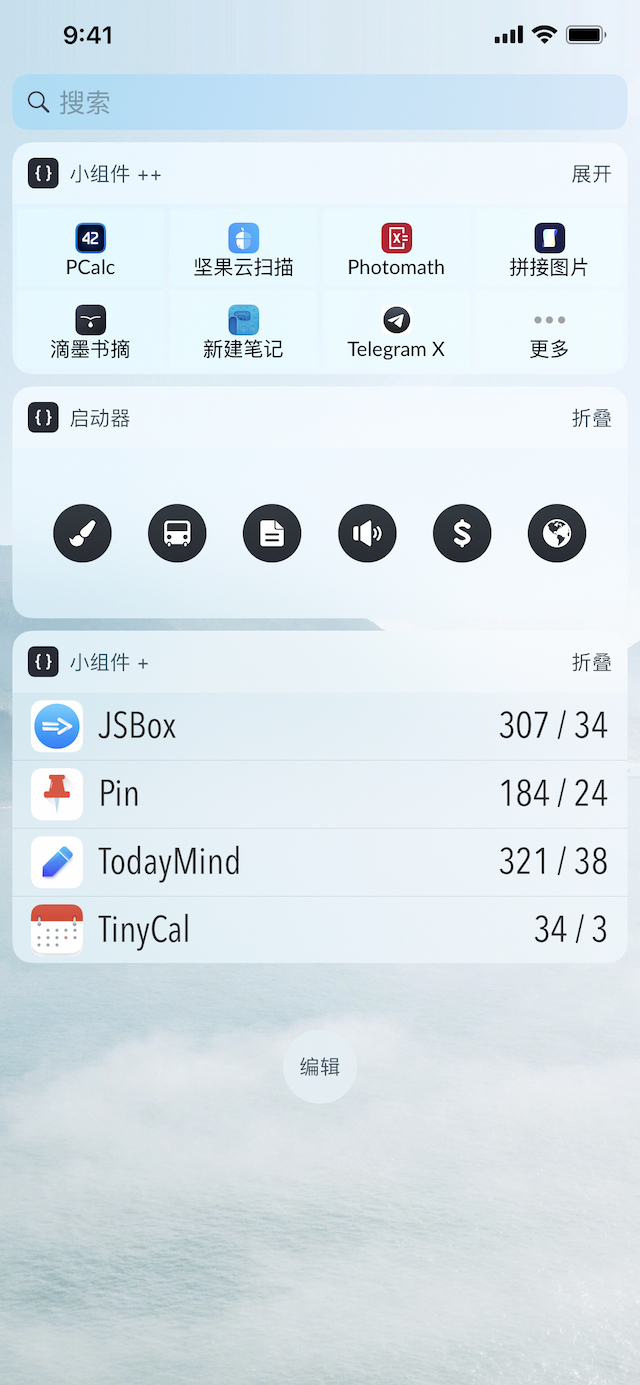 9:41
搜索
小组件 ++ 展开
42
PCalc 坚果云扫描 Photomath 拼接图片
滴墨书摘 新建笔记 Telegram X 更多
启动器 折叠
小组件 + 折叠
JSBox 307 / 34
Pin 184 / 24
TodayMind 321 / 38
TinyCal 34 / 3
编辑